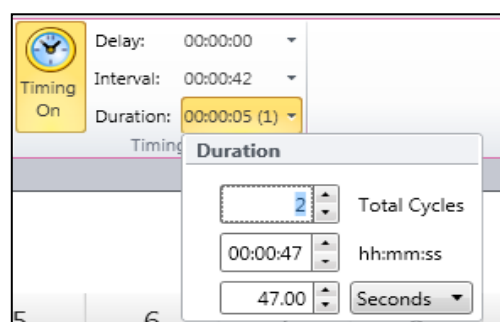 Delay: 00:00:00
Interval: 00:00:42
Timing On
Duration: 00:00:05 (1)
Timing
Duration
2 Total Cycles
00:00:47 hh:mm:ss
47.00 Seconds
5 6